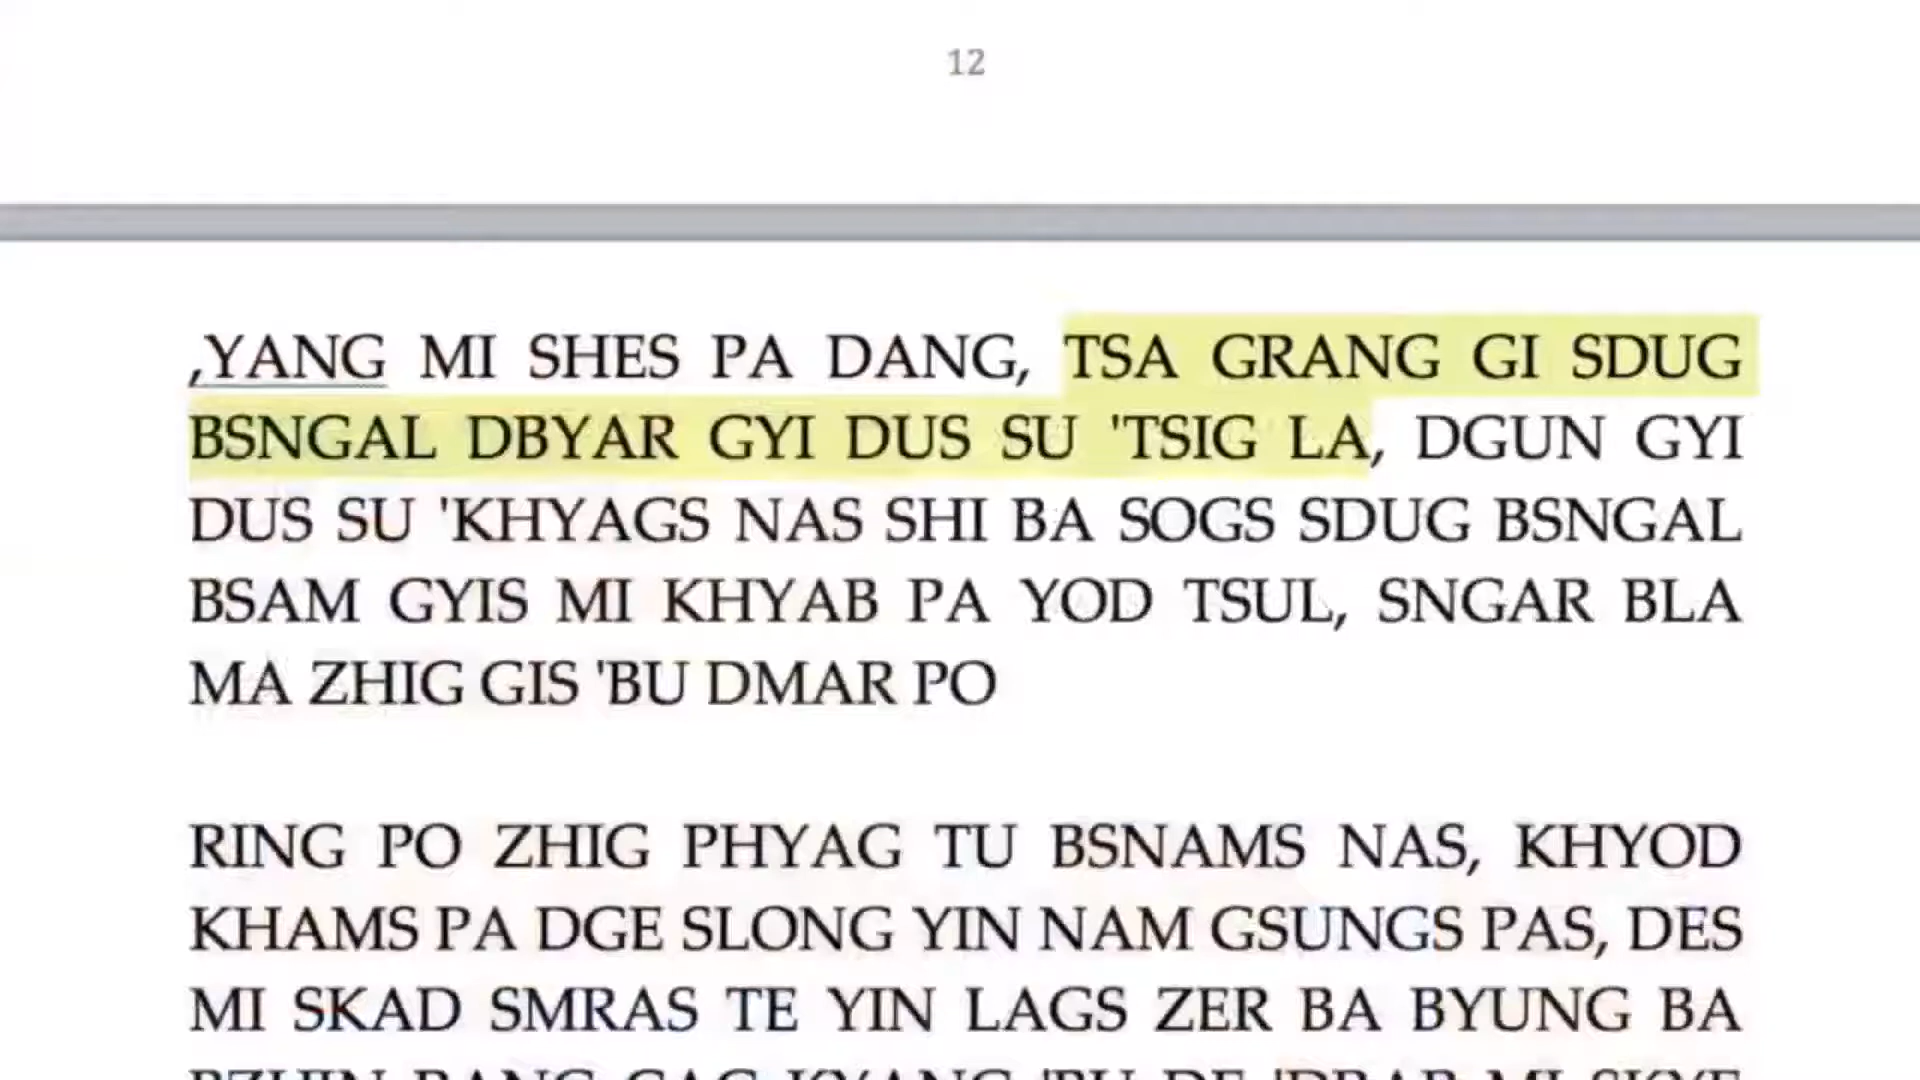 12
,YANG MI SHES PA DANG, TSA GRANG GI SDUG
BSNGAL DBYAR GYI DUS SU 'TSIG LA, DGUN GYI
DUS SU 'KHYAGS NAS SHI BA SOGS SDUG BSNGAL
BSAM GYIS MI KHYAB PA YOD TSUL, SNGAR BLA
MA ZHIG GIS 'BU DMAR PO
RING PO ZHIG PHYAG TU BSNAMS NAS, KHYOD
KHAMS PA DGE SLONG YIN NAM GSUNGS PAS, DES
MI SKAD SMRAS TE YIN LAGS ZER BA BYUNG BA